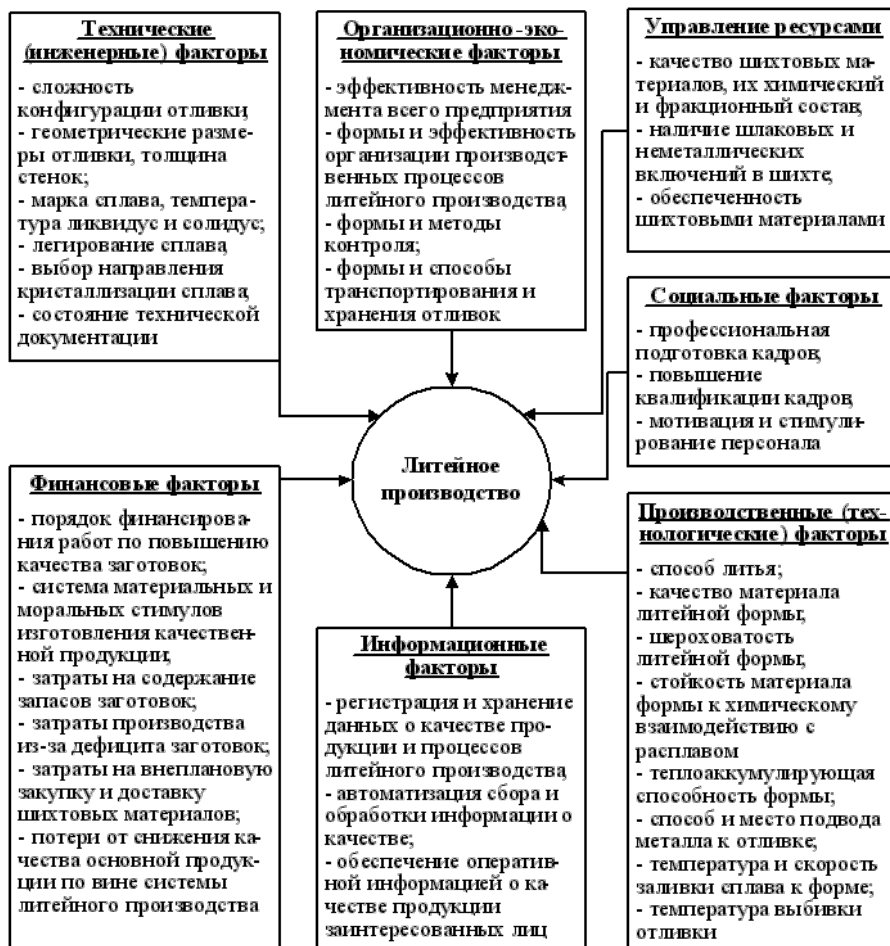 Технические
(инженерные) факторы
- сложность
конфигурации отливки,
- геометрические разме-
ры отливки, толщина
стенок;
- марка сплава, темпера-
тура ликвидус и солидус;
- легирование сплава,
- выбор направления
кристаллизации сплава,
- состояние технической
документации
Организационно-эко-
номические факторы
- эффективность менедж-
мента всего предприятия
- формы и эффективность
организации производст-
венных процессов
литейного производства,
- формы и методы
контроля;
- формы и способы
транспортирования и
хранения отливок
Управление ресурсами
- качество шихтовых ма-
териалов, их химический
и фракционный состав,
- наличие шлаковых и
неметаллических
включений в шихте,
- обеспеченность
шихтовыми материалами
Социальные факторы
- профессиональная
подготовка кадров,
- повышение
квалификации кадров,
- мотивация и стимули-
рование персонала
Литейное
производство
Финансовые факторы
- порядок финансирова-
ния работ по повышению
качества заготовок;
- система материальных и
моральных стимулов
изготовления качествен-
ной продукции;
- затраты на содержание
запасов заготовок;
- затраты производства
из-за дефицита заготовок;
- затраты на внеплановую
закупку и доставку
шихтовых материалов;
- потери от снижения ка-
чества основной продук-
ции по вине системы
литейного производства
Информационные
факторы
- регистрация и хранение
данных о качестве про-
дукции и процессов
литейного производства,
- автоматизация сбора и
обработки информации о
качестве;
- обеспечение оператив-
ной информацией о ка-
честве продукции
заинтересованных лиц
Производственные (тех-
нологические) факторы
- способ литья;
- качество материала
литейной формы;
- шероховатость
литейной формы;
- стойкость материала
формы к химическому
взаимодействию с
расплавом
- теплоаккумулирующая
способность формы;
- способ и место подвода
металла к отливке;
- температура и скорость
заливки сплава к форме;
- температура выбивки
отливки